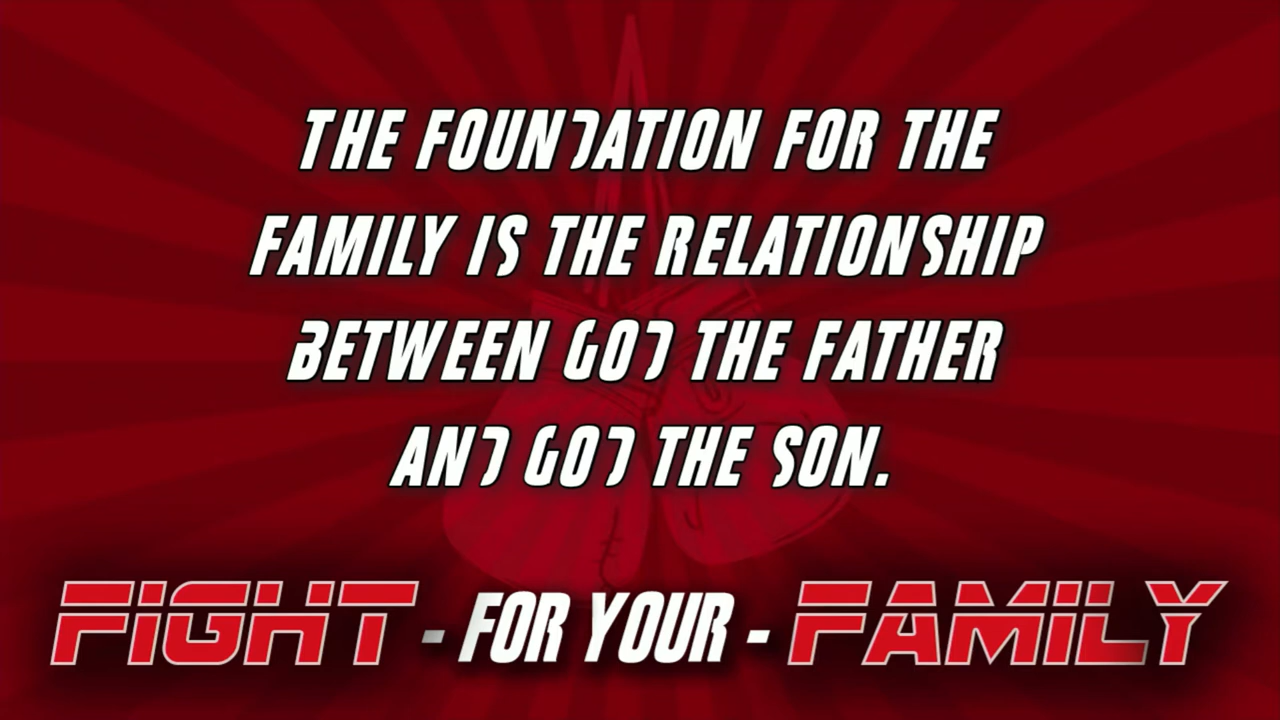 THE FOUNDATION FOR THE
FAMILY IS THE RELATIONSHIP
BETWEEN GOD THE FATHER
AND GOD THE SON.
FIGHT - FOR YOUR - FAMILY